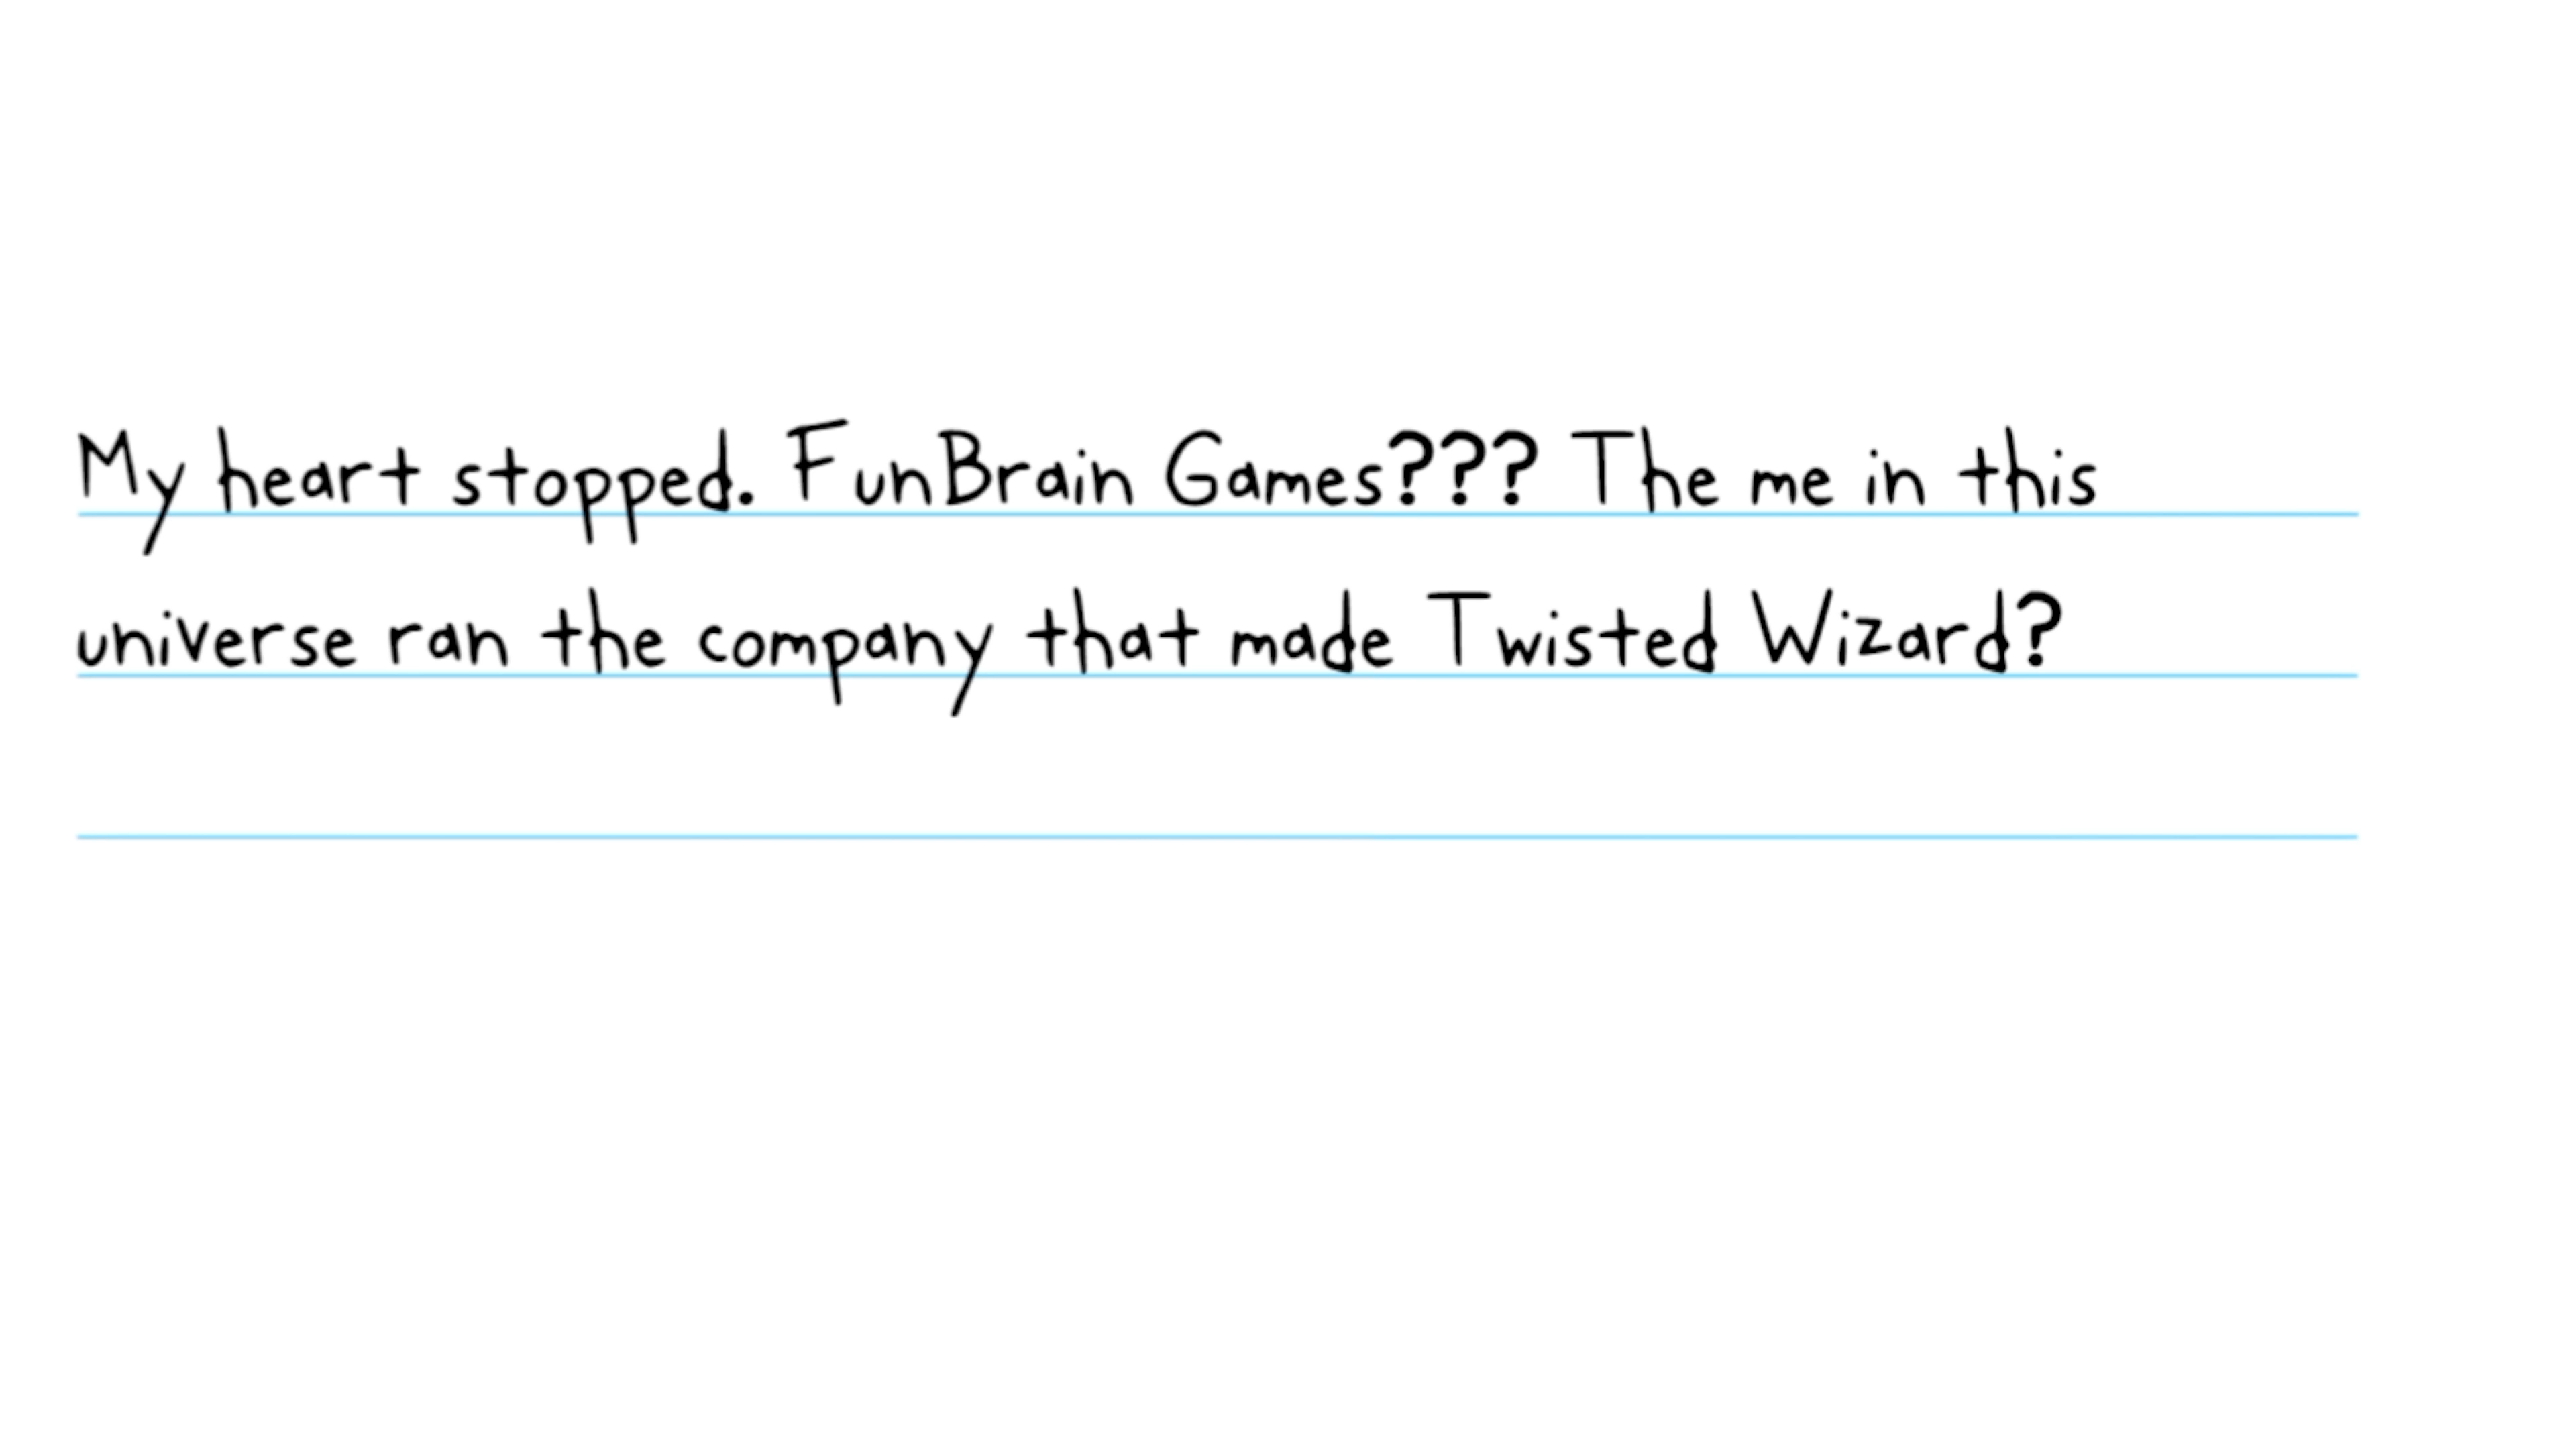 My heart stopped. FunBrain Games??? The me in this
universe ran the company that made Twisted Wizard?